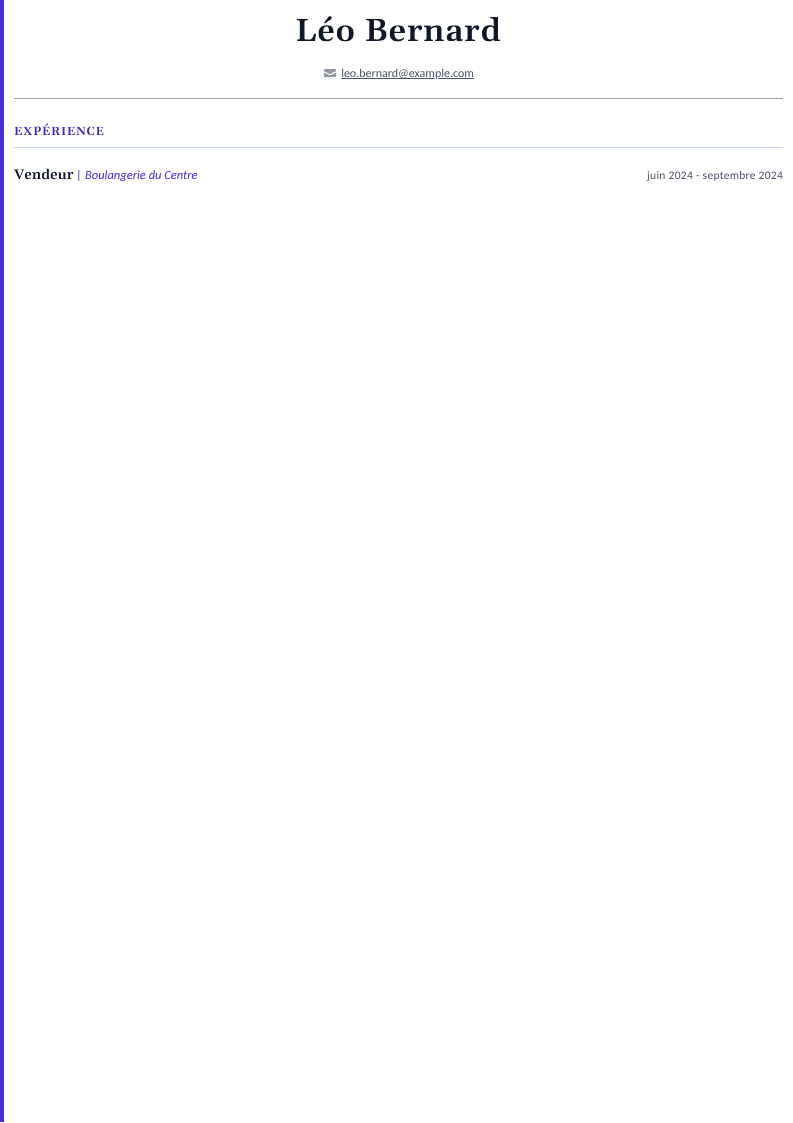 Léo Bernard
leo.bernard@example.com
EXPÉRIENCE
Vendeur | Boulangerie du Centre juin 2024 - septembre 2024